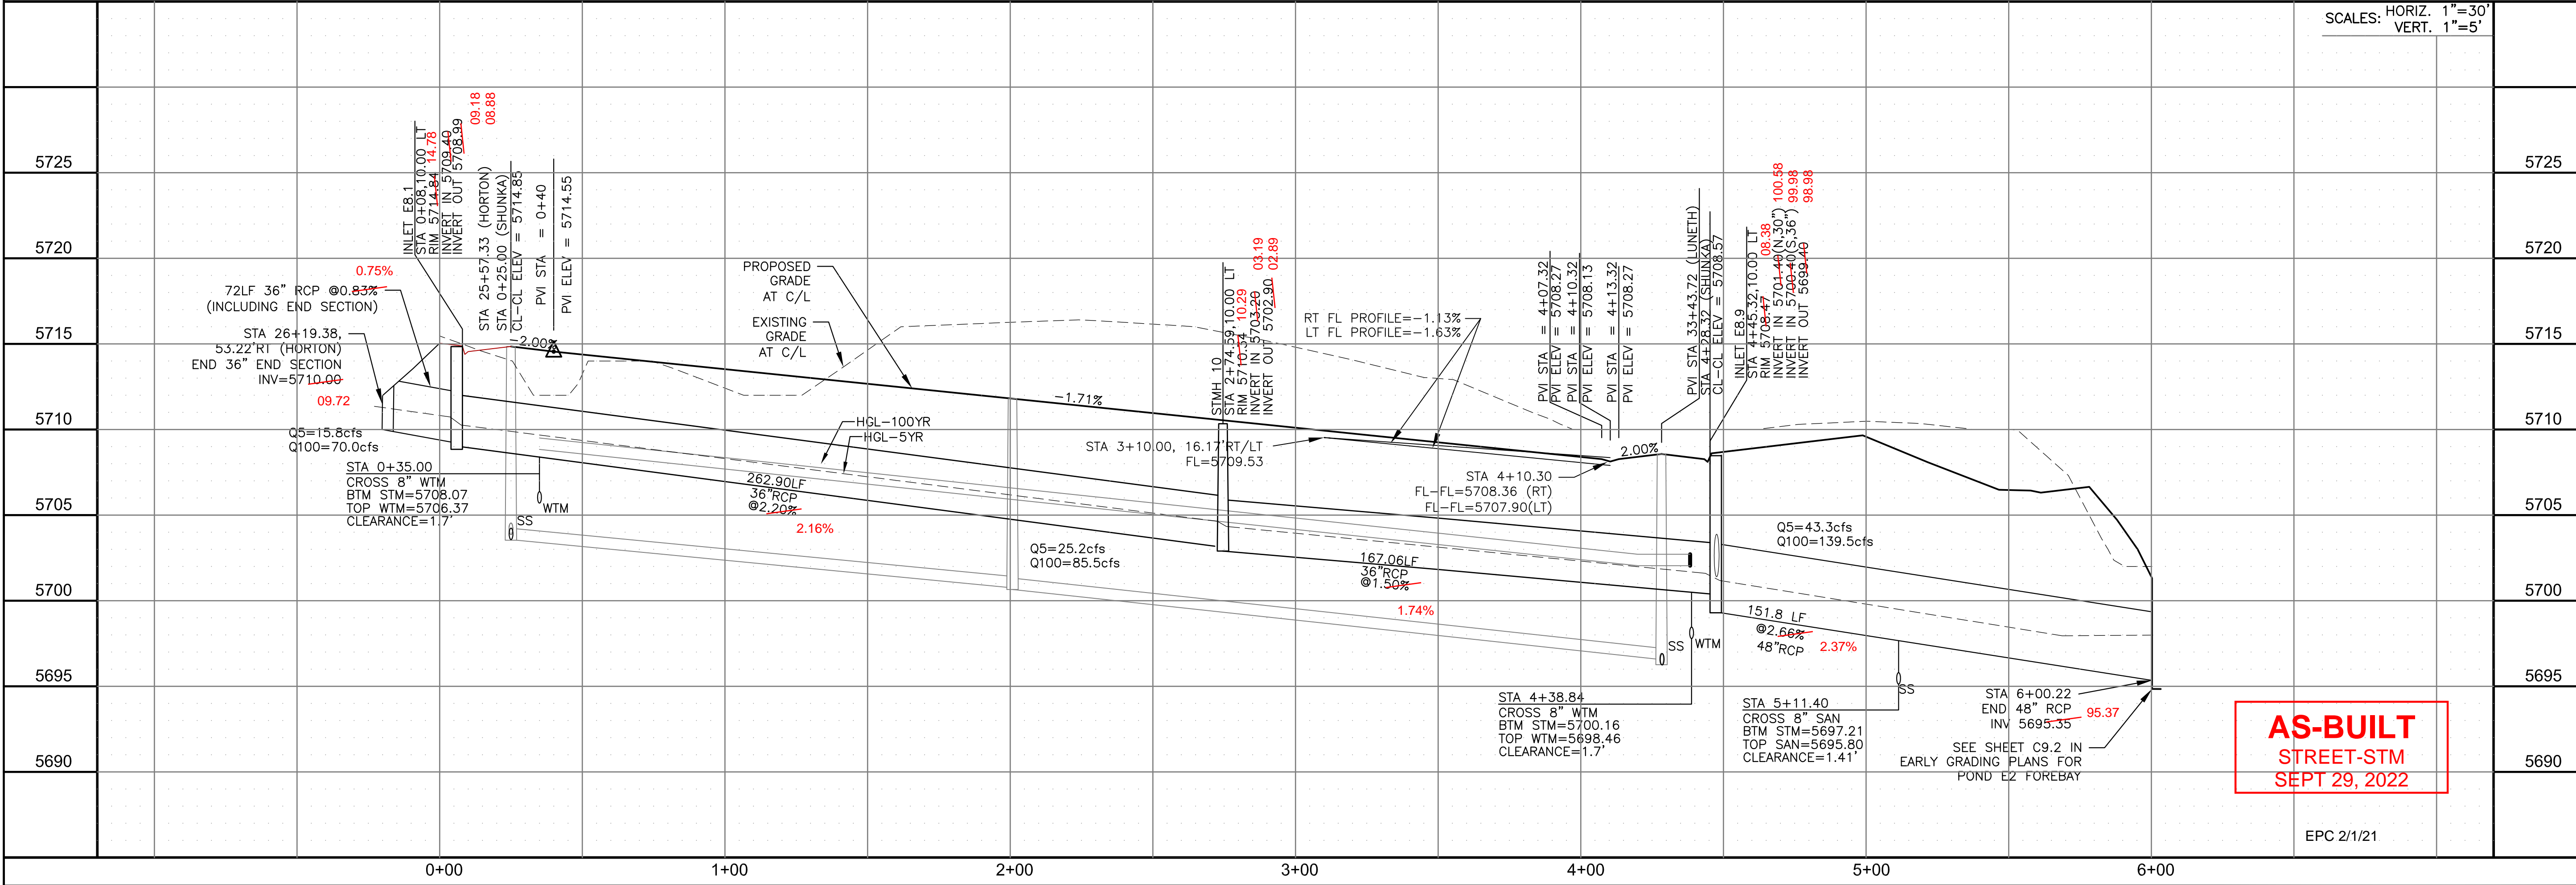 SCALES: HORIZ. 1"=30'
VERT. 1"=5'
5725
5720
5715
5710
5705
5700
5695
5690
5725
5720
5715
5710
5705
5700
5695
5690
0+00
1+00
2+00
3+00
4+00
5+00
6+00
INLET E8.1
STA 0+08,10.00 LT
RIM 5714.84 14.78
INVERT IN 5709.40
INVERT OUT 5708.99
09.18
08.88
STA 25+57.33 (HORTON)
STA 0+25.00 (SHUNKA)
CL-CL ELEV = 5714.85
PVI STA = 0+40
PVI ELEV = 5714.55
0.75%
72LF 36" RCP @0.83%
(INCLUDING END SECTION)
STA 26+19.38,
53.22'RT (HORTON)
END 36" END SECTION
INV=5710.00
09.72
Q5=15.8cfs
Q100=70.0cfs
STA 0+35.00
CROSS 8" WTM
BTM STM=5708.07
TOP WTM=5706.37
CLEARANCE=1.7'
WTM
SS
-2.00%
PROPOSED
GRADE
AT C/L
EXISTING
GRADE
AT C/L
HGL-100YR
HGL-5YR
262.90LF
36"RCP
@2.20%
2.16%
-1.71%
Q5=25.2cfs
Q100=85.5cfs
STMH 10
STA 2+74.59,10.00 LT
RIM 5710.34 10.29
INVERT IN 5703.20 03.19
INVERT OUT 5702.90 02.89
RT FL PROFILE=-1.13%
LT FL PROFILE=-1.63%
STA 3+10.00, 16.17'RT/LT
FL=5709.53
STA 4+10.30
FL-FL=5708.36 (RT)
FL-FL=5707.90(LT)
167.06LF
36"RCP
@1.50%
1.74%
PVI STA = 4+07.32
PVI ELEV = 5708.27
PVI STA = 4+10.32
PVI ELEV = 5708.13
PVI STA = 4+13.32
PVI ELEV = 5708.27
2.00%
PVI STA 33+43.72 (LUNETH)
STA 4+28.32 (SHUNKA)
CL-CL ELEV = 5708.57
INLET E8.9
STA 4+45.32,10.00 LT
RIM 5708.47 08.38
INVERT IN 5701.40(N,30") 100.58
INVERT IN 5700.40(S,36") 99.98
INVERT OUT 5699.40 98.98
SS
WTM
STA 4+38.84
CROSS 8" WTM
BTM STM=5700.16
TOP WTM=5698.46
CLEARANCE=1.7'
Q5=43.3cfs
Q100=139.5cfs
151.8 LF
@2.66%
48"RCP
2.37%
SS
STA 5+11.40
CROSS 8" SAN
BTM STM=5697.21
TOP SAN=5695.80
CLEARANCE=1.41'
STA 6+00.22
END 48" RCP
INV 5695.35
95.37
SEE SHEET C9.2 IN
EARLY GRADING PLANS FOR
POND E2 FOREBAY
AS-BUILT
STREET-STM
SEPT 29, 2022
EPC 2/1/21